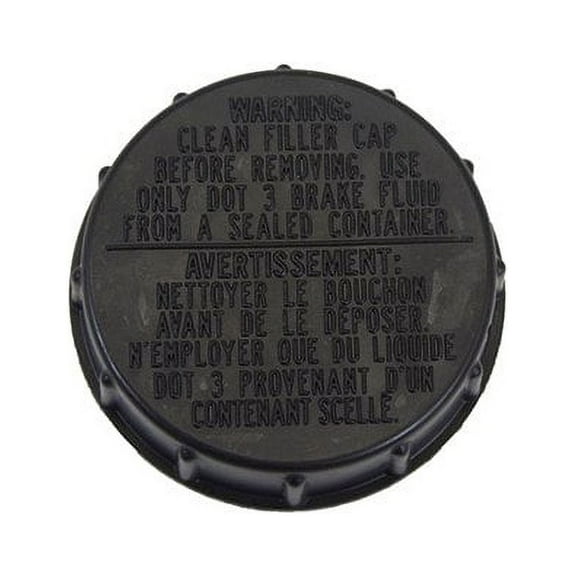 WARNING:
CLEAN FILLER CAP
BEFORE REMOVING. USE
ONLY DOT 3 BRAKE FLUID
FROM A SEALED CONTAINER.
AVERTISSEMENT:
NETTOYER LE BOUCHON
AVANT DE LE DEPOSER.
N'EMPLOYER QUE DU LIQUIDE
DOT 3 PROVENANT D'UN
CONTENANT SCELLE.